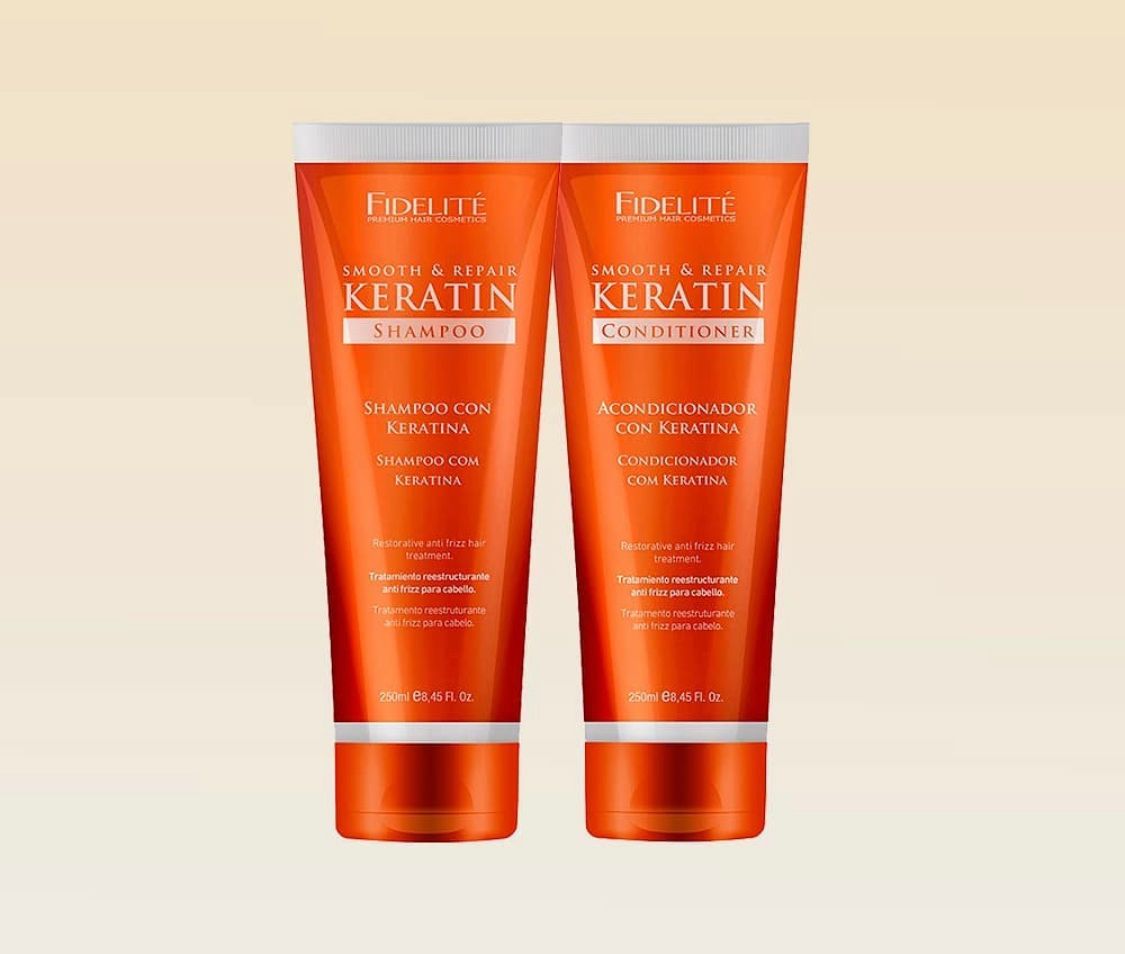 FIDELITÉ
PREMIUM HAIR COSMETICS
SMOOTH & REPAIR
KERATIN
SHAMPOO
SHAMPOO CON
KERATINA
SHAMPOO COM
KERATINA
Restorative anti frizz hair
treatment.
Tratamiento reestructurante
anti frizz para cabello.
Tratamento reestruturante
anti frizz para cabelo.
250ml e8,45 Fl. Oz.
FIDELITÉ
PREMIUM HAIR COSMETICS
SMOOTH & REPAIR
KERATIN
CONDITIONER
ACONDICIONADOR
CON KERATINA
CONDICIONADOR
COM KERATINA
Restorative anti frizz hair
treatment.
Tratamiento reestructurante
anti frizz para cabello.
Tratamento reestruturante
anti frizz para cabelo.
250ml e8,45 Fl. Oz.